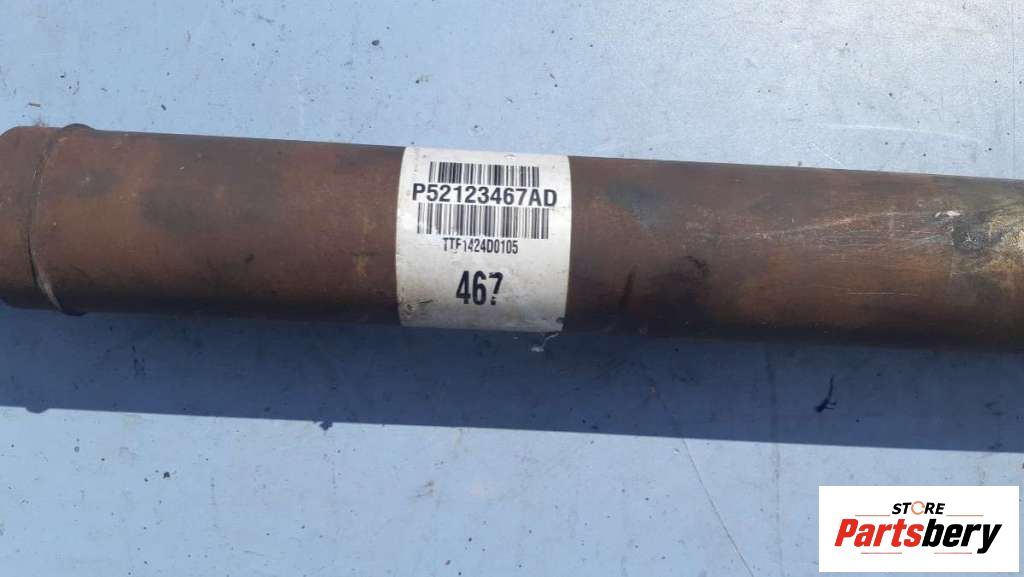 P52123467AD
TTF1424D0105
467
STORE
Partsbery